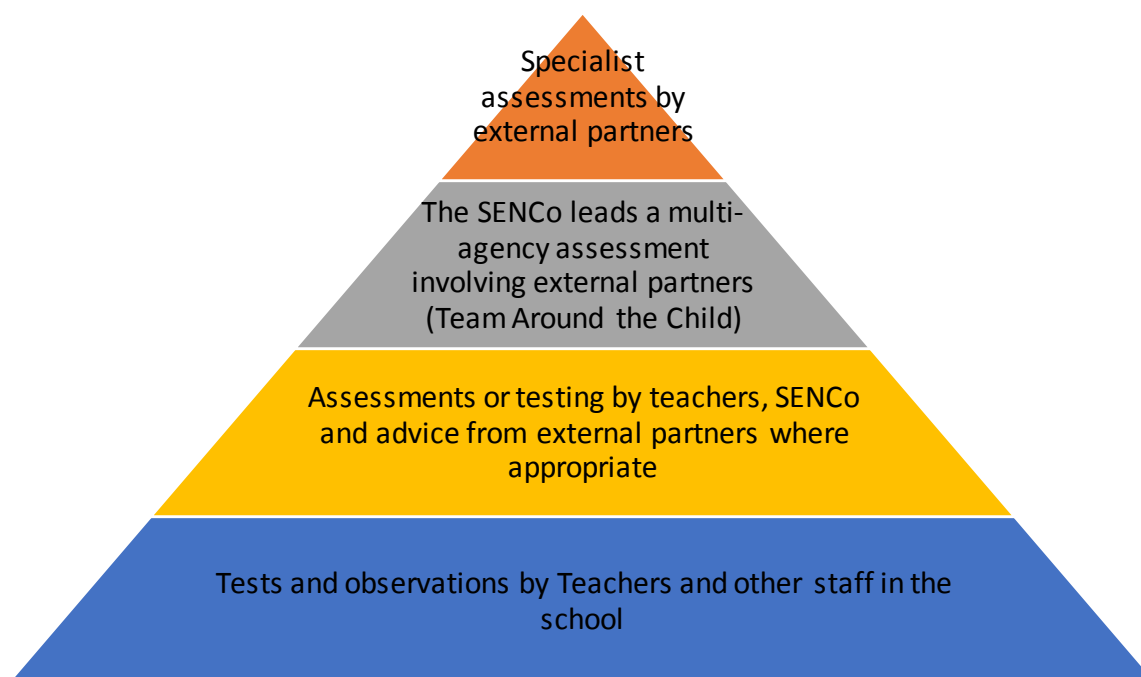 Specialist
assessments by
external partners
The SENCo leads a multi-
agency assessment
involving external partners
(Team Around the Child)
Assessments or testing by teachers, SENCo
and advice from external partners where
appropriate
Tests and observations by Teachers and other staff in the
school